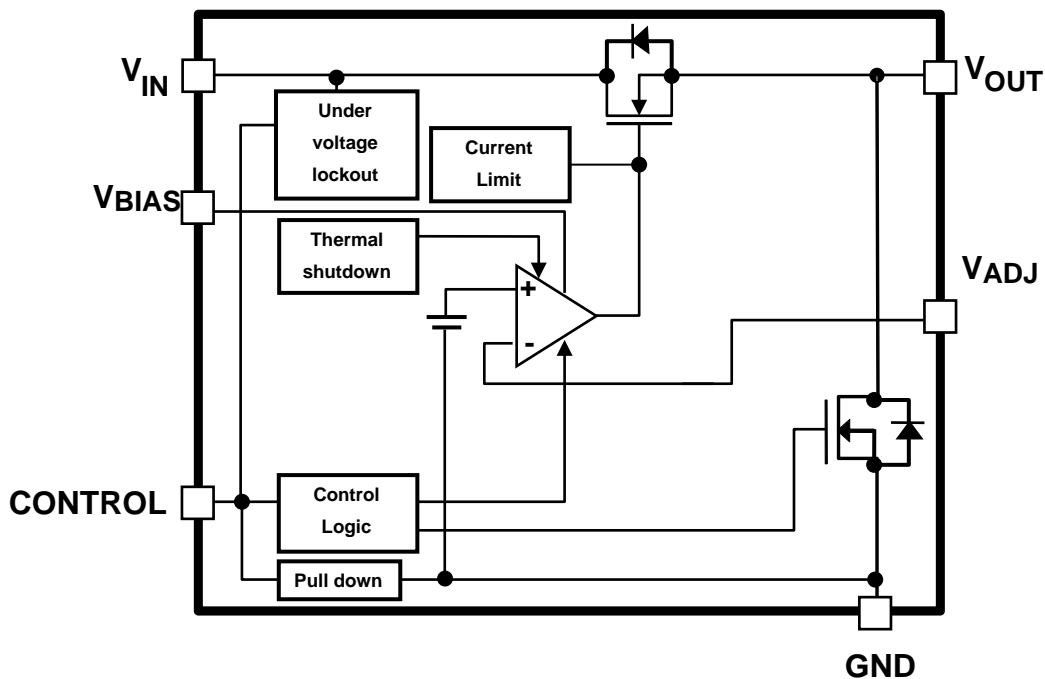 VIN
VOUT
Under
voltage
lockout
Current
Limit
VBIAS
Thermal
shutdown
VADJ
+
-
CONTROL
Control
Logic
Pull down
GND